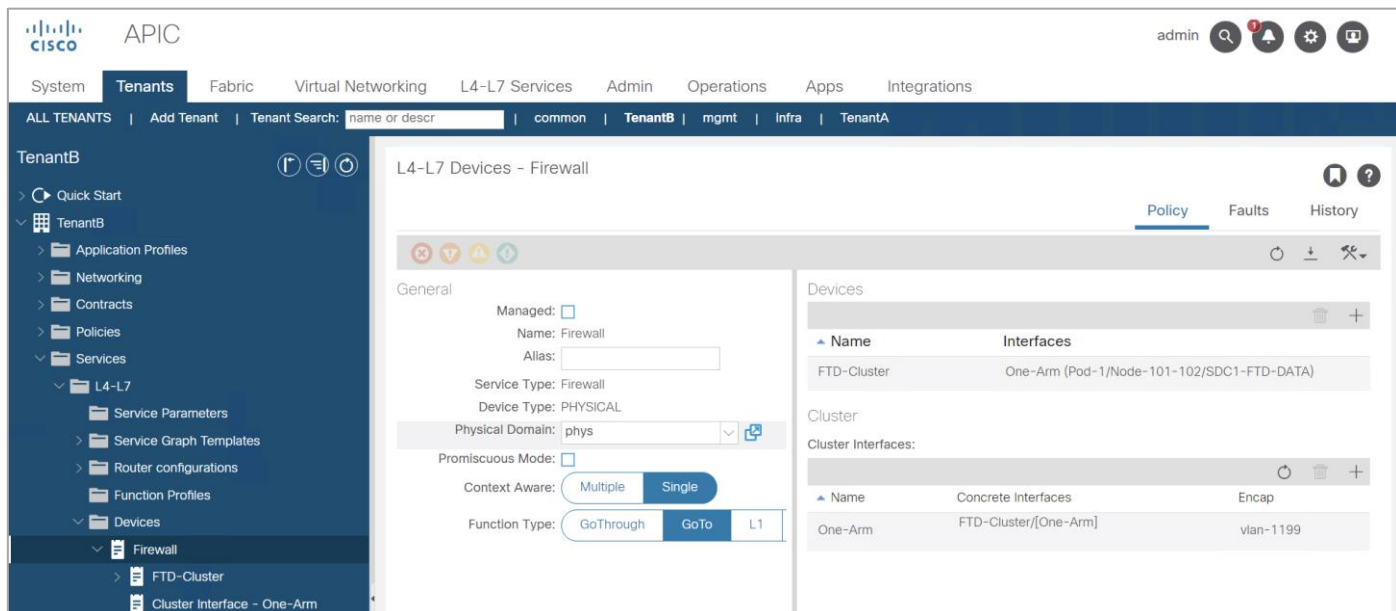 CISCO
APIC
admin
1
System Tenants Fabric Virtual Networking L4-L7 Services Admin Operations Apps Integrations
ALL TENANTS | Add Tenant | Tenant Search: name or descr | common | TenantB | mgmt | Infra | TenantA
TenantB
Quick Start
TenantB
Application Profiles
Networking
Contracts
Policies
Services
L4-L7
Service Parameters
Service Graph Templates
Router configurations
Function Profiles
Devices
Firewall
FTD-Cluster
Cluster Interface - One-Arm
L4-L7 Devices - Firewall
Policy Faults History
General
Managed:
Name: Firewall
Alias:
Service Type: Firewall
Device Type: PHYSICAL
Physical Domain: phys
Promiscuous Mode:
Context Aware: Multiple Single
Function Type: GoThrough GoTo L1
Devices
Name Interfaces
FTD-Cluster One-Arm (Pod-1/Node-101-102/SDC1-FTD-DATA)
Cluster
Cluster Interfaces:
Name Concrete Interfaces Encap
One-Arm FTD-Cluster/[One-Arm] vlan-1199